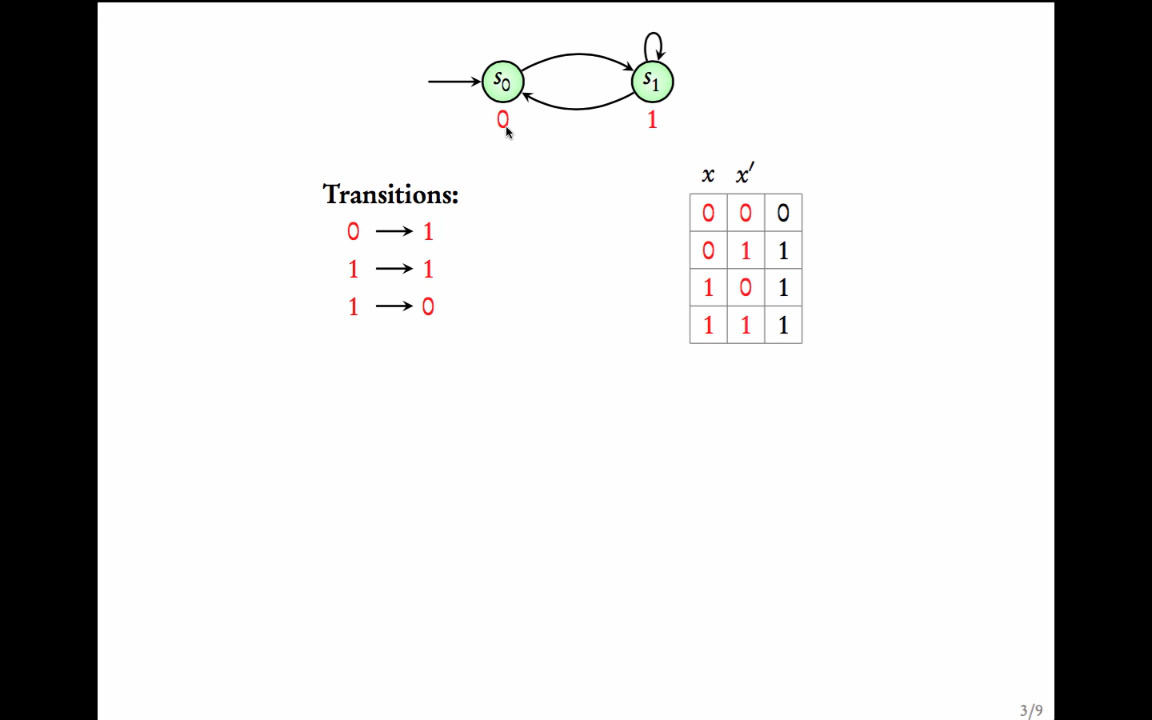 s0 s1
0 1
Transitions:
0 → 1
1 → 1
1 → 0
x x′
0 0 0
0 1 1
1 0 1
1 1 1
3/9